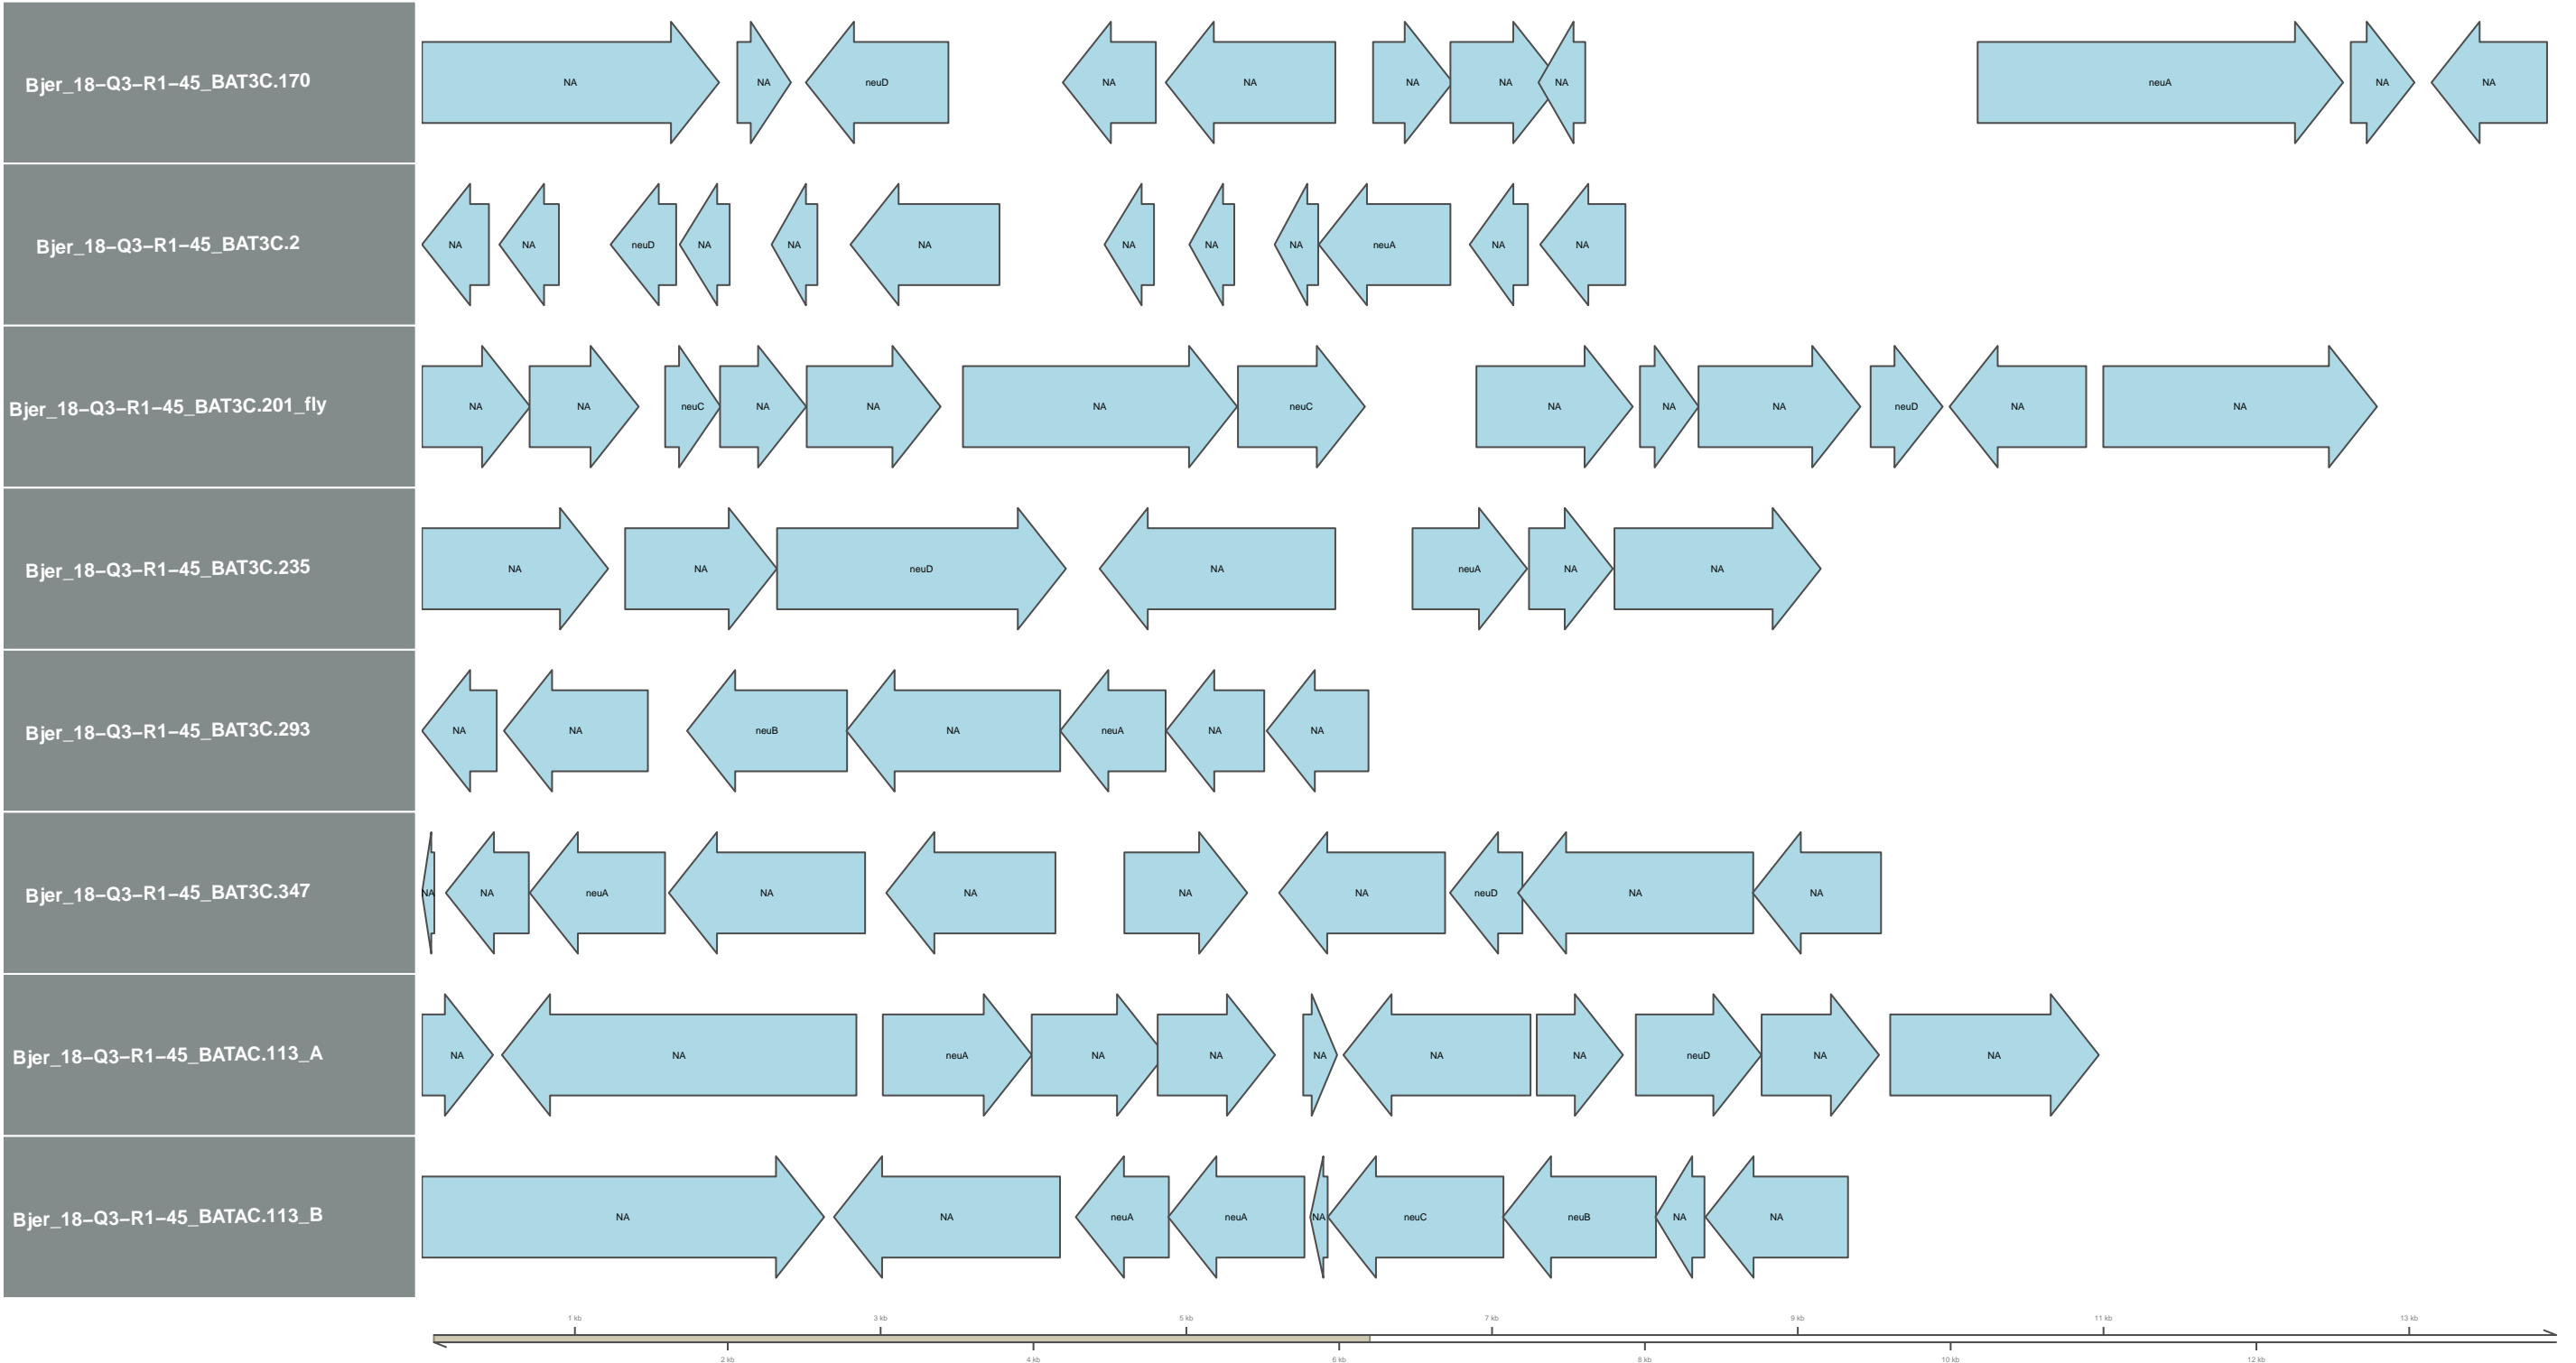 Bjer_18−Q3−R1−45_BAT3C.170
NA NA neuD NA NA NA NA NA neuA NA NA
Bjer_18−Q3−R1−45_BAT3C.2
NA NA neuD NA NA NA NA NA NA neuA NA NA
Bjer_18−Q3−R1−45_BAT3C.201_fly
NA NA neuC NA NA NA neuC NA NA NA neuD NA NA
Bjer_18−Q3−R1−45_BAT3C.235
NA NA neuD NA neuA NA NA
Bjer_18−Q3−R1−45_BAT3C.293
NA NA neuB NA neuA NA NA
Bjer_18−Q3−R1−45_BAT3C.347
NA NA neuA NA NA NA NA neuD NA NA
Bjer_18−Q3−R1−45_BATAC.113_A
NA NA neuA NA NA NA NA NA neuD NA NA
Bjer_18−Q3−R1−45_BATAC.113_B
NA NA neuA neuA NA neuC neuB NA NA
1 kb 3 kb 5 kb 7 kb 9 kb 11 kb 13 kb
2 kb 4 kb 6 kb 8 kb 10 kb 12 kb